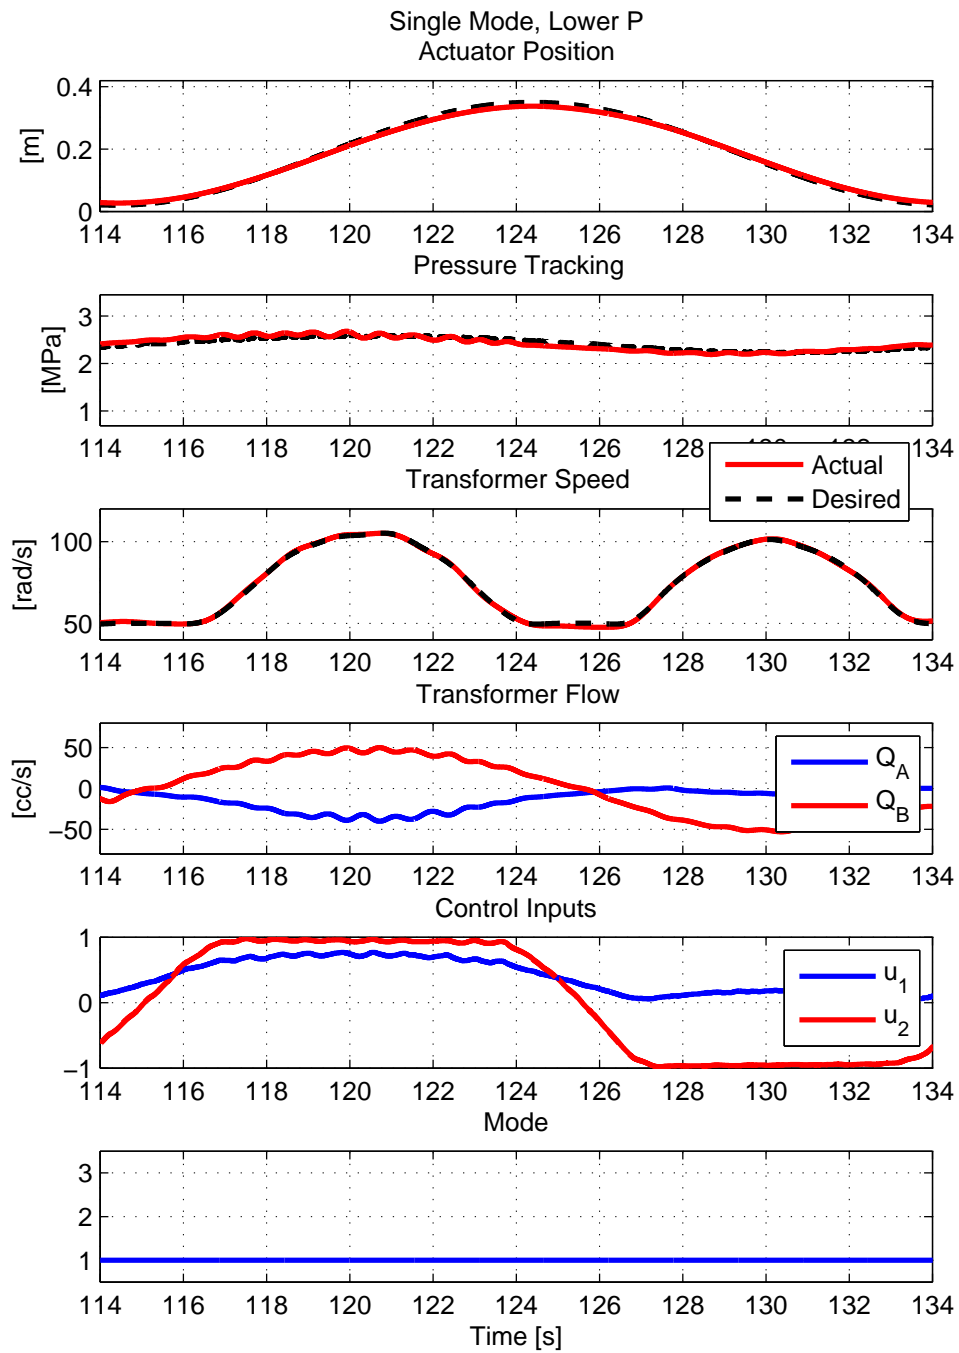 Single Mode, Lower P
Actuator Position
0.4
0.2
0
[m]
114 116 118 120 122 124 126 128 130 132 134
Pressure Tracking
3
2
1
[MPa]
114 116 118 120 122 124 126 128 134
Transformer Speed
Actual
Desired
100
50
[rad/s]
114 116 118 120 122 124 126 128 130 132 134
Transformer Flow
50
0
−50
[cc/s]
Q_A
Q_B
114 116 118 120 122 124 126 128 130 132 134
Control Inputs
1
0
−1
u_1
u_2
114 116 118 120 122 124 126 128 130 132 134
Mode
3
2
1
114 116 118 120 122 124 126 128 130 132 134
Time [s]